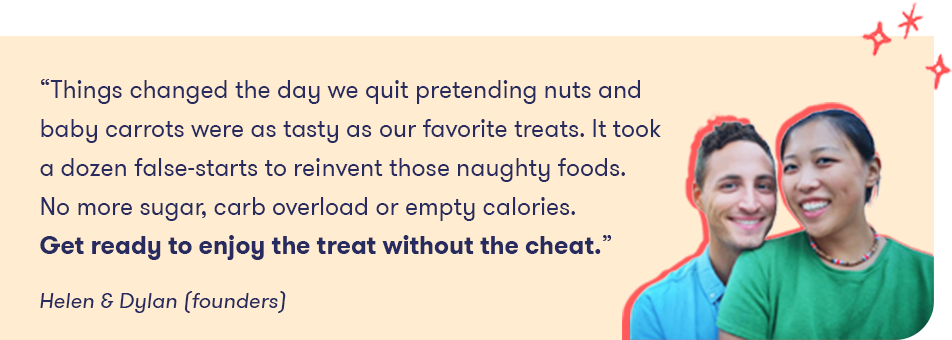 “Things changed the day we quit pretending nuts and
baby carrots were as tasty as our favorite treats. It took
a dozen false-starts to reinvent those naughty foods.
No more sugar, carb overload or empty calories.
Get ready to enjoy the treat without the cheat.”
Helen & Dylan (founders)